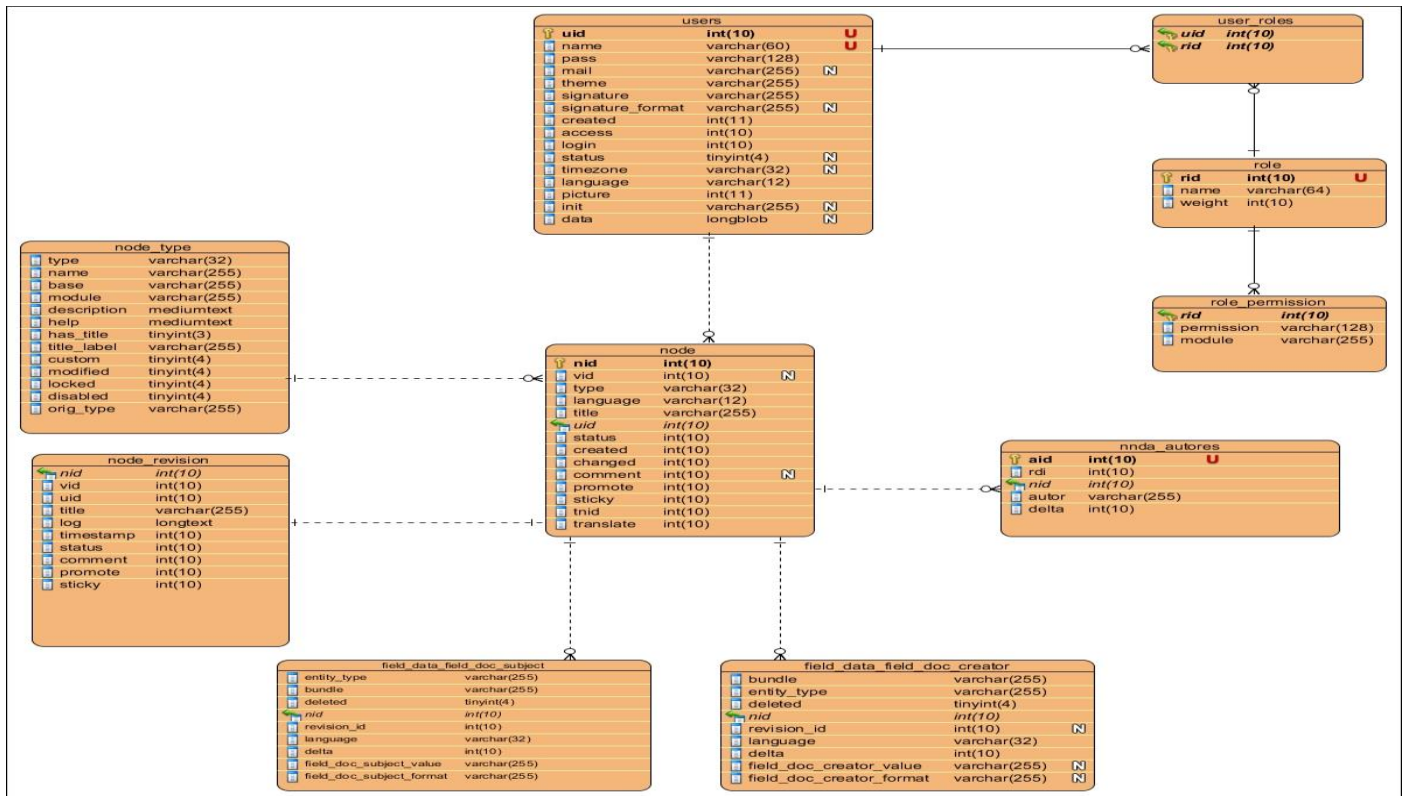 users
uid int(10) U
name varchar(60) U
pass varchar(128)
mail varchar(255) N
theme varchar(255)
signature varchar(255)
signature_format varchar(255) N
created int(11)
access int(10)
login int(10)
status tinyint(4) N
timezone varchar(32) N
language varchar(12)
picture int(11)
init varchar(255) N
data longblob N
user_roles
uid int(10)
rid int(10)
role
rid int(10) U
name varchar(64)
weight int(10)
role_permission
rid int(10)
permission varchar(128)
module varchar(255)
node_type
type varchar(32)
name varchar(255)
base varchar(255)
module varchar(255)
description mediumtext
help mediumtext
has_title tinyint(3)
title_label varchar(255)
custom tinyint(4)
modified tinyint(4)
locked tinyint(4)
disabled tinyint(4)
orig_type varchar(255)
node
nid int(10)
vid int(10) N
type varchar(32)
language varchar(12)
title varchar(255)
uid int(10)
status int(10)
created int(10)
changed int(10)
comment int(10) N
promote int(10)
sticky int(10)
tnid int(10)
translate int(10)
node_revision
nid int(10)
vid int(10)
uid int(10)
title varchar(255)
log longtext
timestamp int(10)
status int(10)
comment int(10)
promote int(10)
sticky int(10)
nnda_autores
aid int(10) U
rdi int(10)
nid int(10)
autor varchar(255)
delta int(10)
field_data_field_doc_subject
entity_type varchar(255)
bundle varchar(255)
deleted tinyint(4)
nid int(10)
revision_id int(10)
language varchar(32)
delta int(10)
field_doc_subject_value varchar(255)
field_doc_subject_format varchar(255)
field_data_field_doc_creator
bundle varchar(255)
entity_type varchar(255)
deleted tinyint(4)
nid int(10)
revision_id int(10) N
language varchar(32)
delta int(10)
field_doc_creator_value varchar(255) N
field_doc_creator_format varchar(255) N